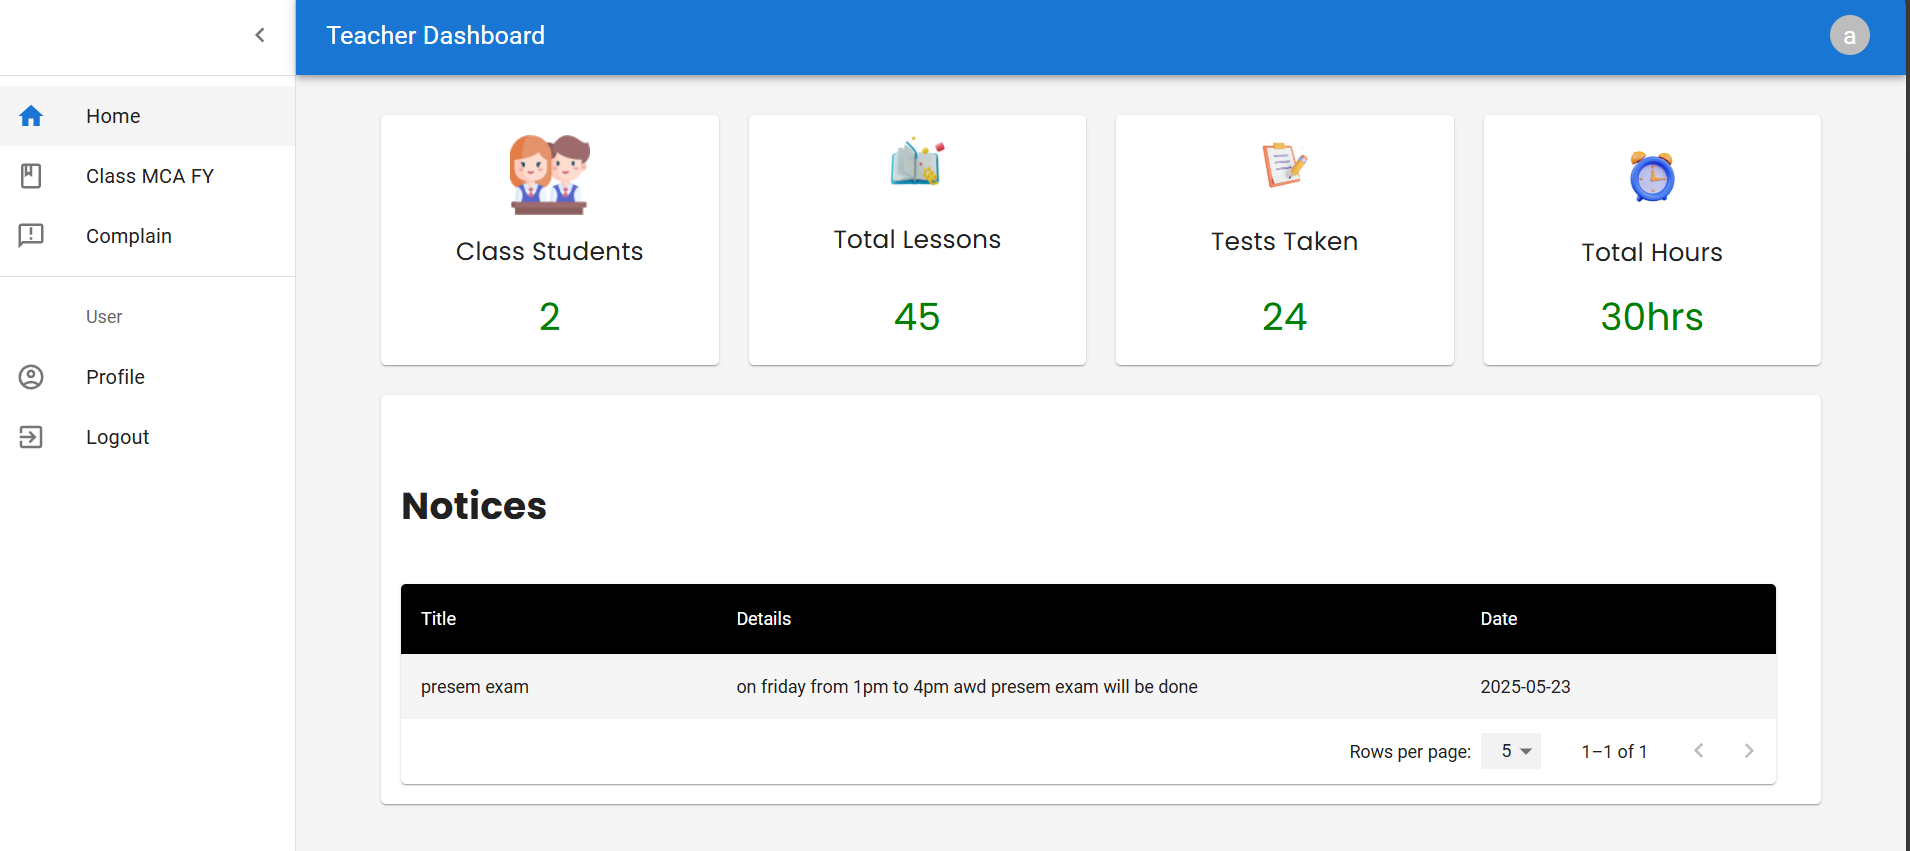 Teacher Dashboard
a
Home
Class MCA FY
Complain
User
Profile
Logout
Class Students
2
Total Lessons
45
Tests Taken
24
Total Hours
30hrs
Notices
Title Details Date
presem exam on friday from 1pm to 4pm awd presem exam will be done 2025-05-23
Rows per page: 5 1–1 of 1